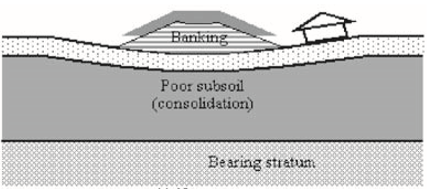 Banking
Poor subsoil
(consolidation)
Bearing stratum